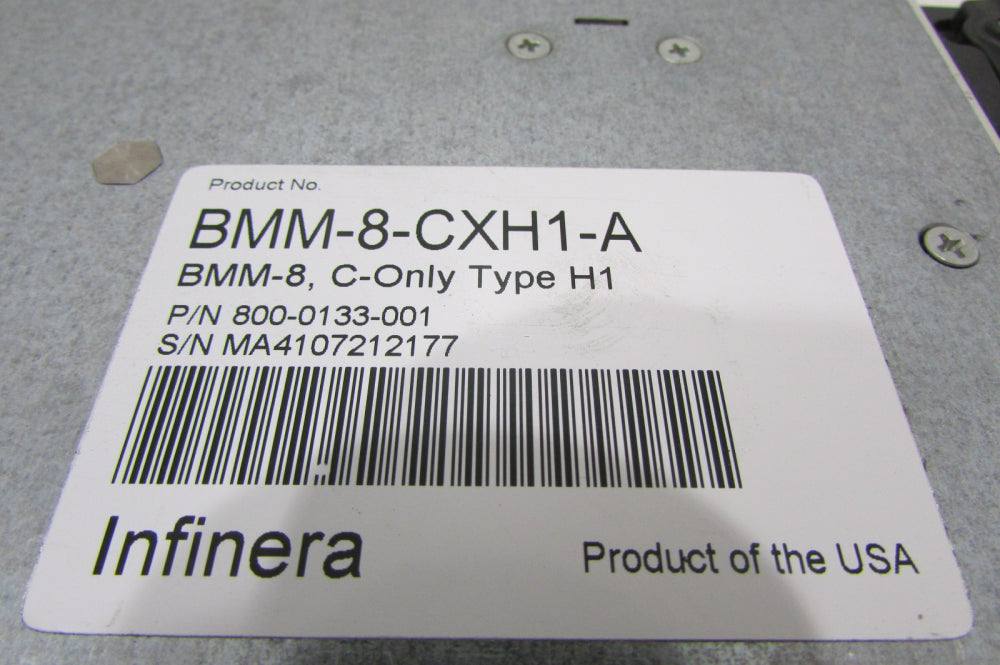 Product No.
BMM-8-CXH1-A
BMM-8, C-Only Type H1
P/N 800-0133-001
S/N MA4107212177
Infinera
Product of the USA